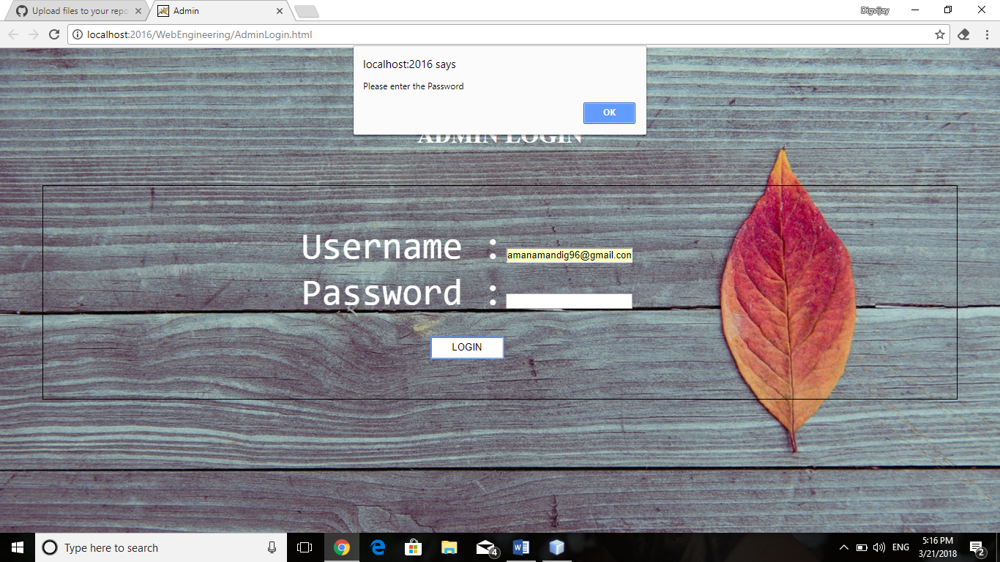 Upload files to your repo
Admin
Digvijay
localhost:2016/WebEngineering/AdminLogin.html
localhost:2016 says
Please enter the Password
OK
ADMIN LOGIN
Username :
amanamandig96@gmail.com
Password :
LOGIN
Type here to search
4
ENG
5:16 PM
3/21/2018
2